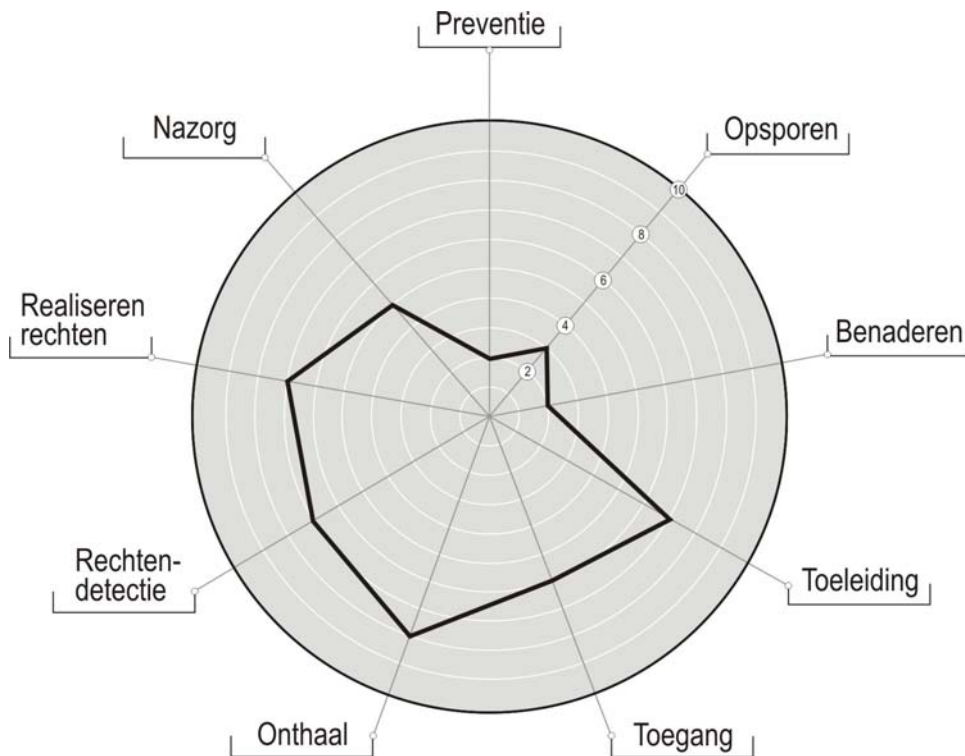 Preventie
Nazorg
Opsporen
10
8
6
4
2
Realiseren
rechten
Benaderen
Rechten-
detectie
Toeleiding
Onthaal
Toegang